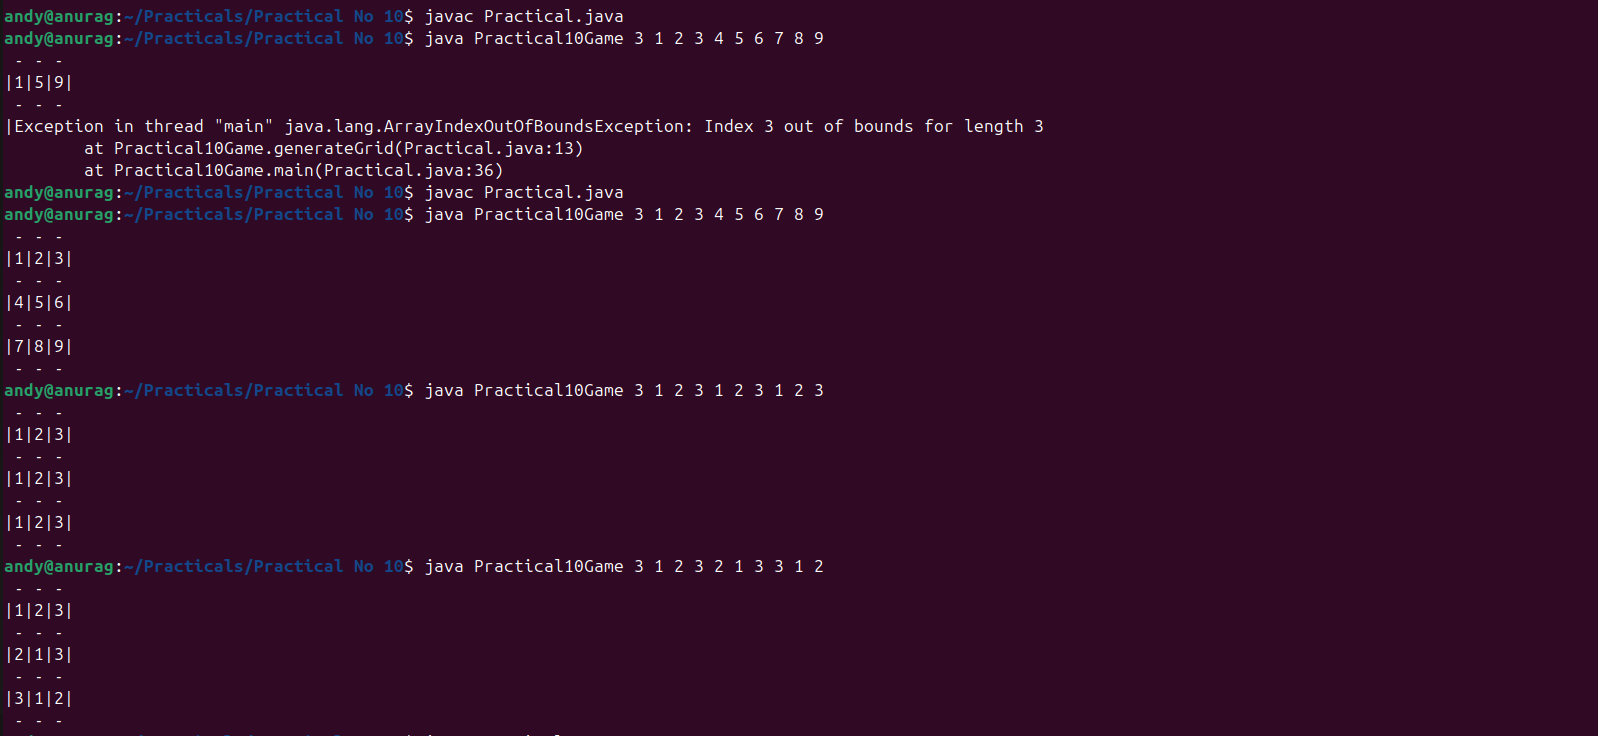 andy@anurag:~/Practicals/Practical No 10$ javac Practical.java
andy@anurag:~/Practicals/Practical No 10$ java Practical10Game 3 1 2 3 4 5 6 7 8 9
 - - -
|1|5|9|
 - - -
|Exception in thread "main" java.lang.ArrayIndexOutOfBoundsException: Index 3 out of bounds for length 3
        at Practical10Game.generateGrid(Practical.java:13)
        at Practical10Game.main(Practical.java:36)
andy@anurag:~/Practicals/Practical No 10$ javac Practical.java
andy@anurag:~/Practicals/Practical No 10$ java Practical10Game 3 1 2 3 4 5 6 7 8 9
 - - -
|1|2|3|
 - - -
|4|5|6|
 - - -
|7|8|9|
 - - -
andy@anurag:~/Practicals/Practical No 10$ java Practical10Game 3 1 2 3 1 2 3 1 2 3
 - - -
|1|2|3|
 - - -
|1|2|3|
 - - -
|1|2|3|
 - - -
andy@anurag:~/Practicals/Practical No 10$ java Practical10Game 3 1 2 3 2 1 3 3 1 2
 - - -
|1|2|3|
 - - -
|2|1|3|
 - - -
|3|1|2|
 - - -